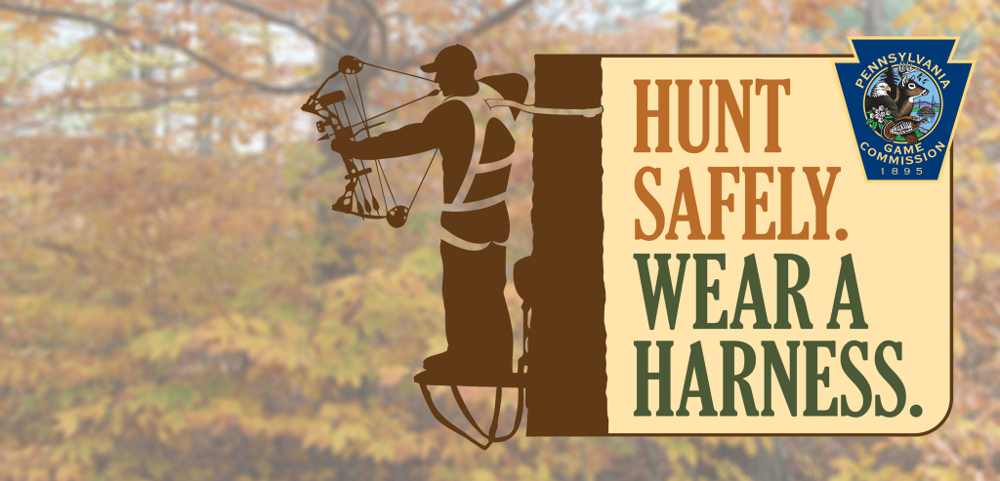 HUNT
SAFELY.
WEAR A
HARNESS.
PENNSYLVANIA
GAME
COMMISSION
1895